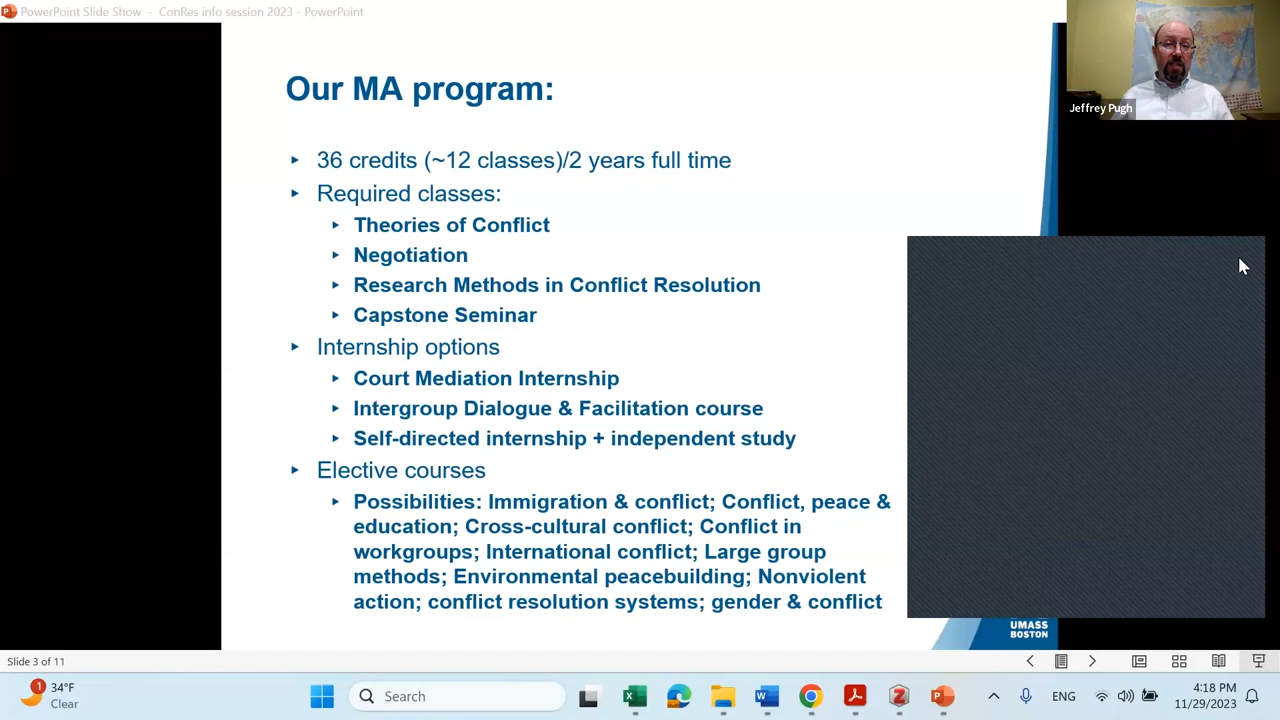 PowerPoint Slide Show - ConRes info session 2023 - PowerPoint
Jeffrey Pugh
Our MA program:
36 credits (~12 classes)/2 years full time
Required classes:
Theories of Conflict
Negotiation
Research Methods in Conflict Resolution
Capstone Seminar
Internship options
Court Mediation Internship
Intergroup Dialogue & Facilitation course
Self-directed internship + independent study
Elective courses
Possibilities: Immigration & conflict; Conflict, peace &
education; Cross-cultural conflict; Conflict in
workgroups; International conflict; Large group
methods; Environmental peacebuilding; Nonviolent
action; conflict resolution systems; gender & conflict
UMASS
BOSTON
Slide 3 of 11
1
34°F
Clear
Search
ENG
4:18 PM
11/29/2023